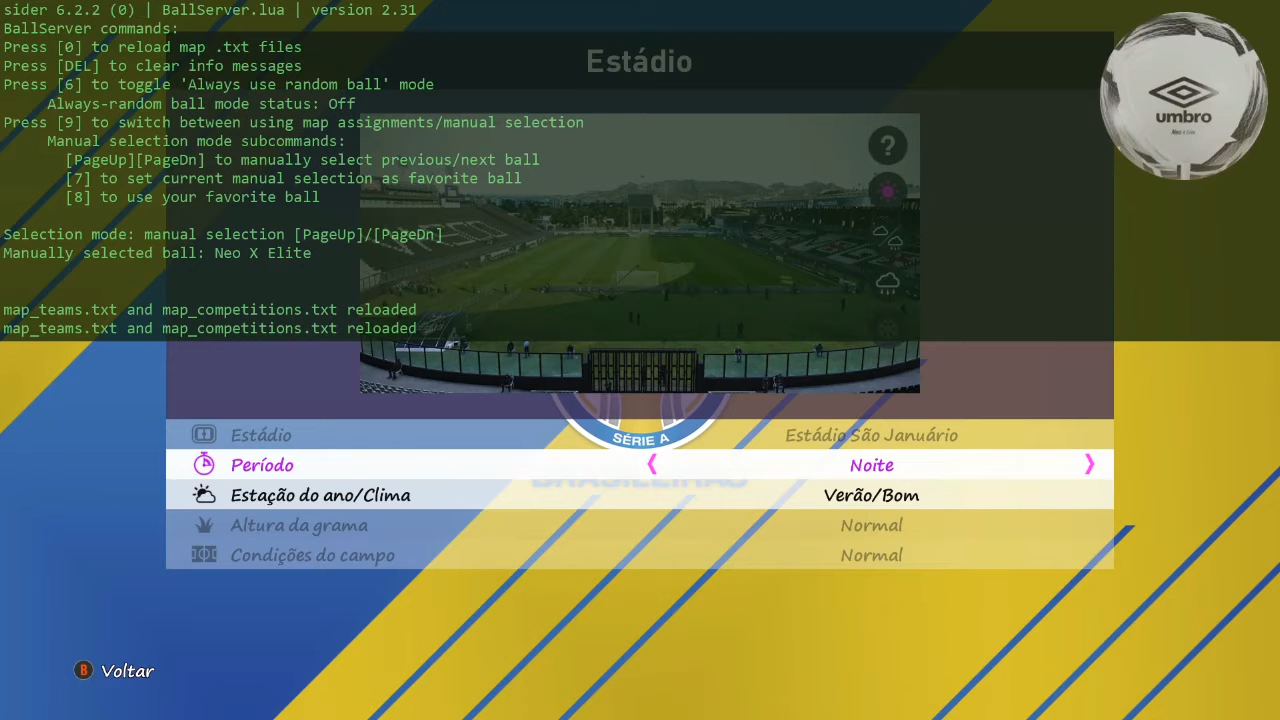 sider 6.2.2 (0) | BallServer.lua | version 2.31
BallServer commands:
Press [0] to reload map .txt files
Press [DEL] to clear info messages
Press [6] to toggle 'Always use random ball' mode
Always-random ball mode status: Off
Press [9] to switch between using map assignments/manual selection
Manual selection mode subcommands:
[PageUp][PageDn] to manually select previous/next ball
[7] to set current manual selection as favorite ball
[8] to use your favorite ball
Selection mode: manual selection [PageUp]/[PageDn]
Manually selected ball: Neo X Elite
map_teams.txt and map_competitions.txt reloaded
map_teams.txt and map_competitions.txt reloaded
Estádio
umbro
?
SÉRIE A
BRASILEIRAS
Estádio Estádio São Januário
Período Noite
Estação do ano/Clima Verão/Bom
Altura da grama Normal
Condições do campo Normal
B Voltar